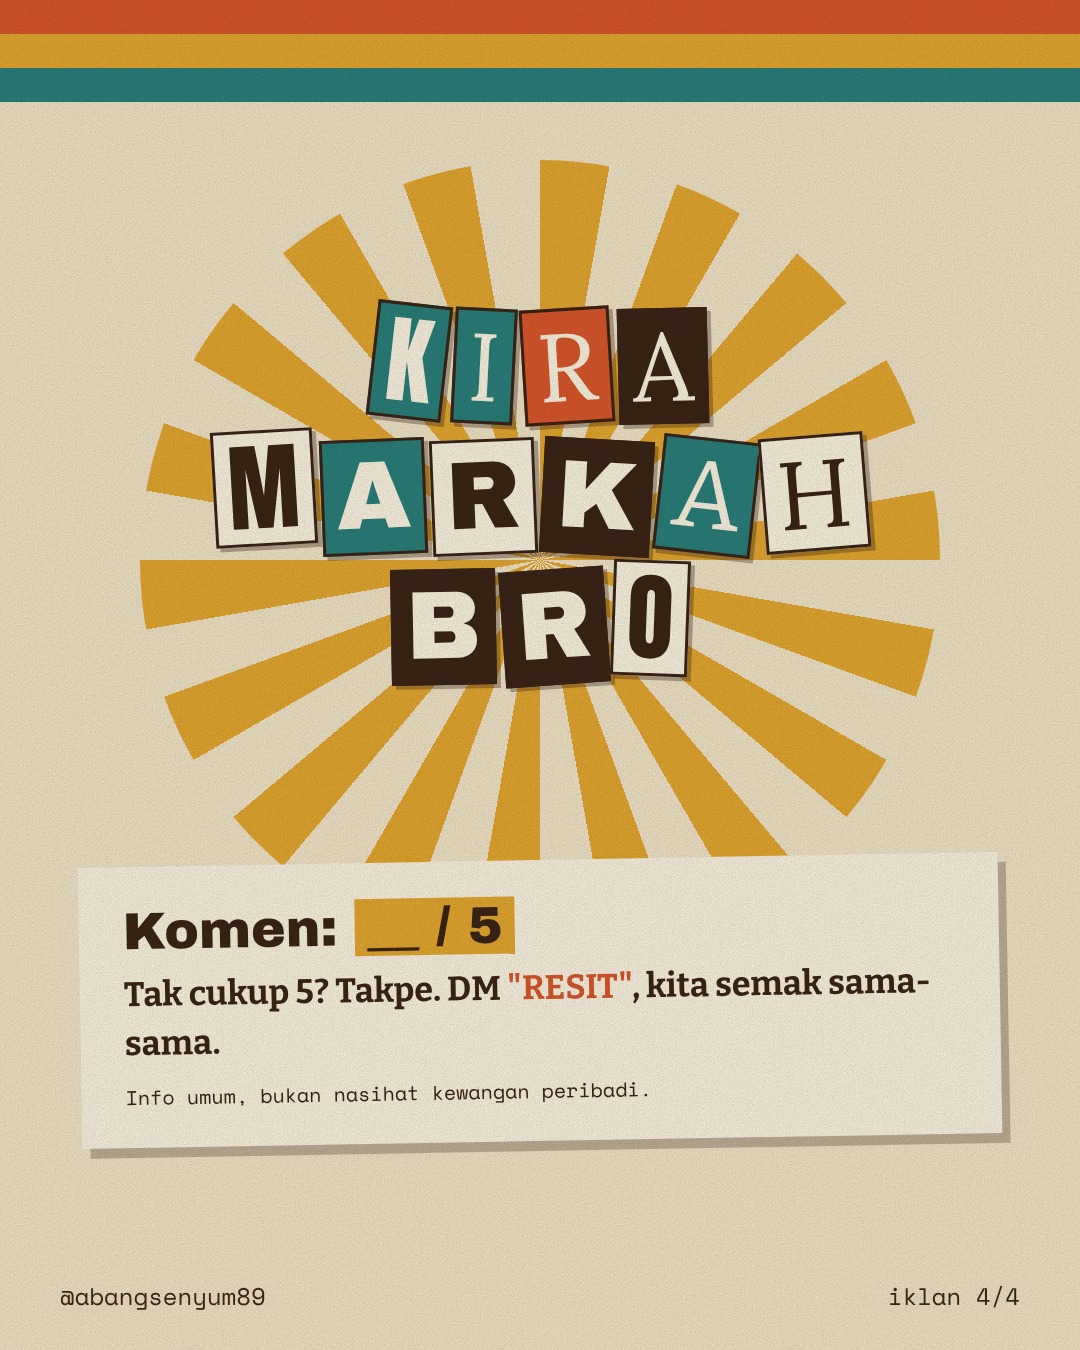 KIRA
MARKAH
BRO
Komen: __ / 5
Tak cukup 5? Takpe. DM "RESIT", kita semak sama-
sama.
Info umum, bukan nasihat kewangan peribadi.
@abangsenyum89
iklan 4/4